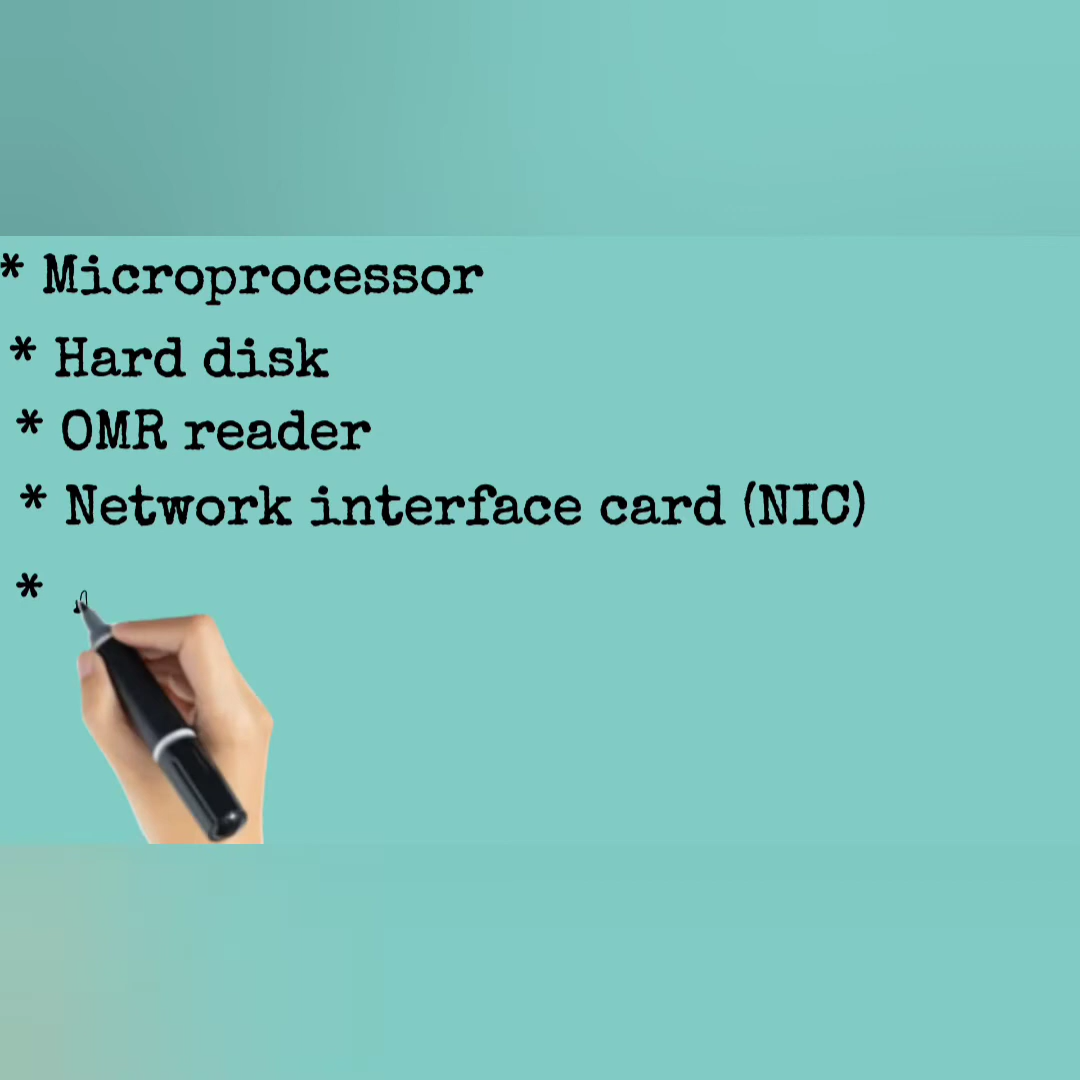 * Microprocessor
* Hard disk
* OMR reader
* Network interface card (NIC)
*